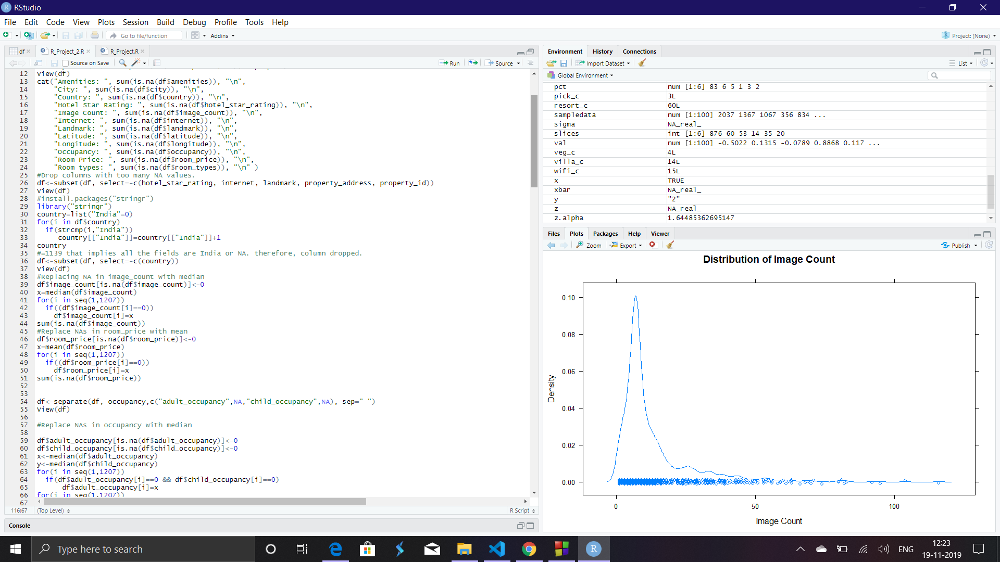 RStudio
File Edit Code View Plots Session Build Debug Profile Tools Help
Go to file/function Addins Project: (None)
df R_Project_2.R R_Project.R
Source on Save Run Source
12 View(df)
13 cat("Amenities: ", sum(is.na(df$amenities)), "\n",
14 "City: ", sum(is.na(df$city)), "\n",
15 "Country: ", sum(is.na(df$country)), "\n",
16 "Hotel Star Rating: ", sum(is.na(df$hotel_star_rating)), "\n",
17 "Image Count: ", sum(is.na(df$image_count)), "\n",
18 "Internet: ", sum(is.na(df$internet)), "\n",
19 "Landmark: ", sum(is.na(df$landmark)), "\n",
20 "Latitude: ", sum(is.na(df$latitude)), "\n",
21 "Longitude: ", sum(is.na(df$longitude)), "\n",
22 "Occupancy: ", sum(is.na(df$occupancy)), "\n",
23 "Room Price: ", sum(is.na(df$room_price)), "\n",
24 "Room types: ", sum(is.na(df$room_types)), "\n" )
25 #Drop columns with too many NA values.
26 df<-subset(df, select=-c(hotel_star_rating, internet, landmark, property_address, property_id))
27 View(df)
28 #install.packages("stringr")
29 library("stringr")
30 country=list("India"=0)
31 for(i in df$country)
32 if(strcmp(i,"India"))
33 country[["India"]]=country[["India"]]+1
34 country
35 #=1139 that implies all the fields are India or NA. therefore, column dropped.
36 df<-subset(df, select=-c(country))
37 View(df)
38 #Replacing NA in image_count with median
39 df$image_count[is.na(df$image_count)]<-0
40 x=median(df$image_count)
41 for(i in seq(1,1207))
42 if((df$image_count[i]==0))
43 df$image_count[i]=x
44 sum(is.na(df$image_count))
45 #Replace NAs in room_price with mean
46 df$room_price[is.na(df$room_price)]<-0
47 x=mean(df$room_price)
48 for(i in seq(1,1207))
49 if((df$room_price[i]==0))
50 df$room_price[i]=x
51 sum(is.na(df$room_price))
52
53
54 df<-separate(df, occupancy,c("adult_occupancy",NA,"child_occupancy",NA), sep=" ")
55 View(df)
56
57 #Replace NAs in occupancy with median
58
59 df$adult_occupancy[is.na(df$adult_occupancy)]<-0
60 df$child_occupancy[is.na(df$child_occupancy)]<-0
61 x<-median(df$adult_occupancy)
62 y<-median(df$child_occupancy)
63 for(i in seq(1,1207))
64 if(df$adult_occupancy[i]==0 && df$child_occupancy[i]==0)
65 df$adult_occupancy[i]=x
66 for(i in seq(1,1207))
67
116:67 (Top Level) R Script
Console
Environment History Connections
Import Dataset List
Global Environment
pct num [1:6] 83 6 5 1 3 2
pick_c 3L
resort_c 60L
sampledata num [1:100] 2037 1367 1067 356 834 ...
sigma NA_real_
slices int [1:6] 876 60 53 14 35 20
val num [1:100] -0.5022 0.1315 -0.0789 0.8868 0.117 ...
veg_c 4L
villa_c 14L
wifi_c 15L
x TRUE
xbar NA_real_
y "2"
z NA_real_
z.alpha 1.64485362695147
Files Plots Packages Help Viewer
Zoom Export Publish
Distribution of Image Count
0.10
0.08
0.06
0.04
0.02
0.00
Density
0 50 100
Image Count
Type here to search
ENG
12:23
19-11-2019